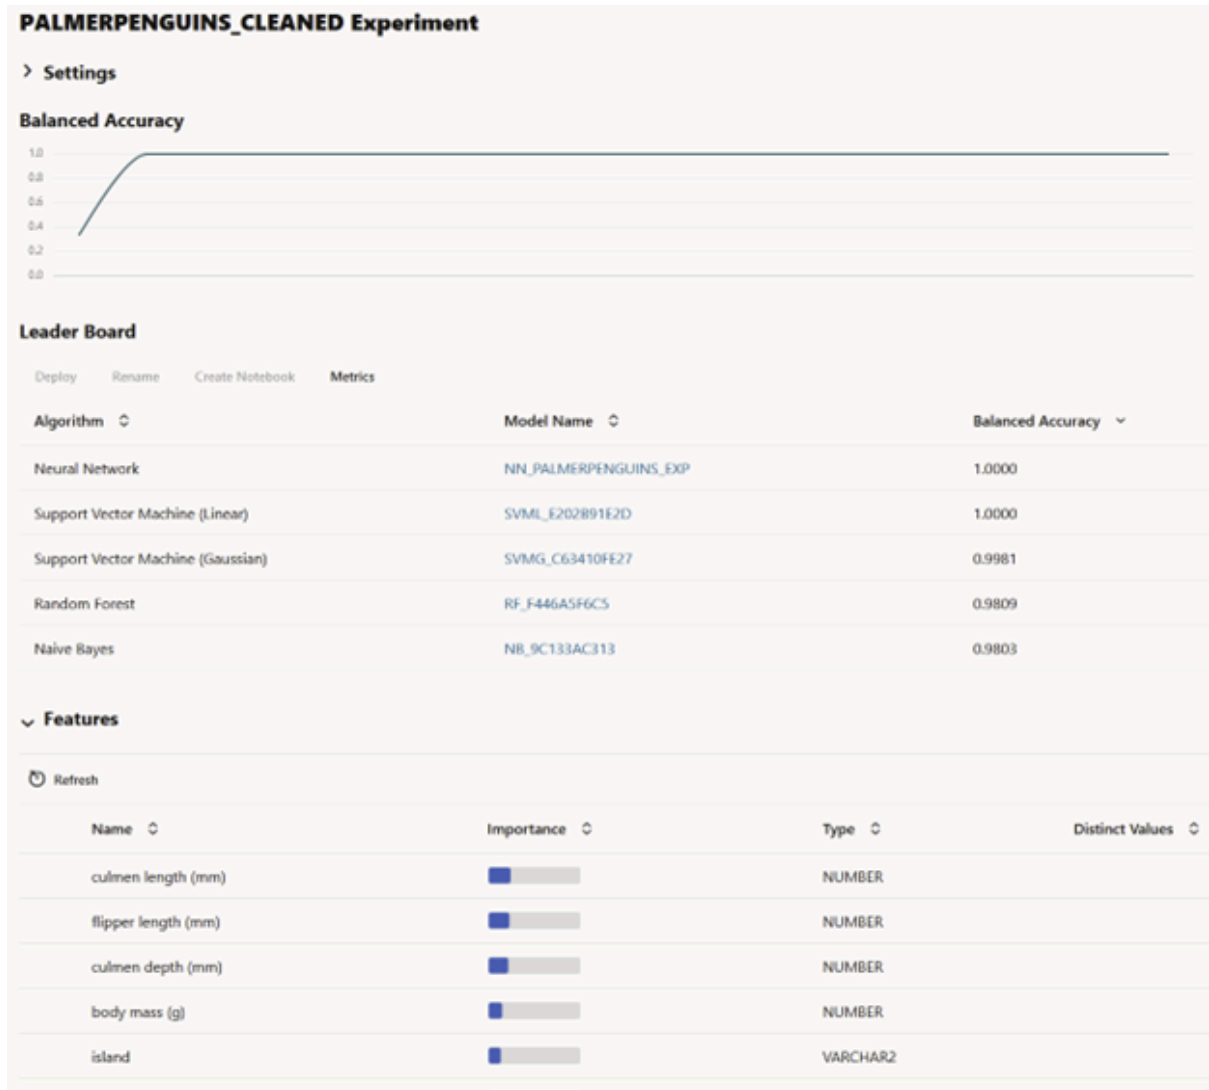 PALMERPENGUINS_CLEANED Experiment
Settings
Balanced Accuracy
1.0
0.8
0.6
0.4
0.2
0.0
Leader Board
Deploy Rename Create Notebook Metrics
Algorithm Model Name Balanced Accuracy
Neural Network NN_PALMERPENGUINS_EXP 1.0000
Support Vector Machine (Linear) SVML_E202B91E2D 1.0000
Support Vector Machine (Gaussian) SVMG_C63410FE27 0.9981
Random Forest RF_F446A5F6C5 0.9809
Naive Bayes NB_9C133AC313 0.9803
Features
Refresh
Name Importance Type Distinct Values
culmen length (mm) NUMBER
flipper length (mm) NUMBER
culmen depth (mm) NUMBER
body mass (g) NUMBER
island VARCHAR2